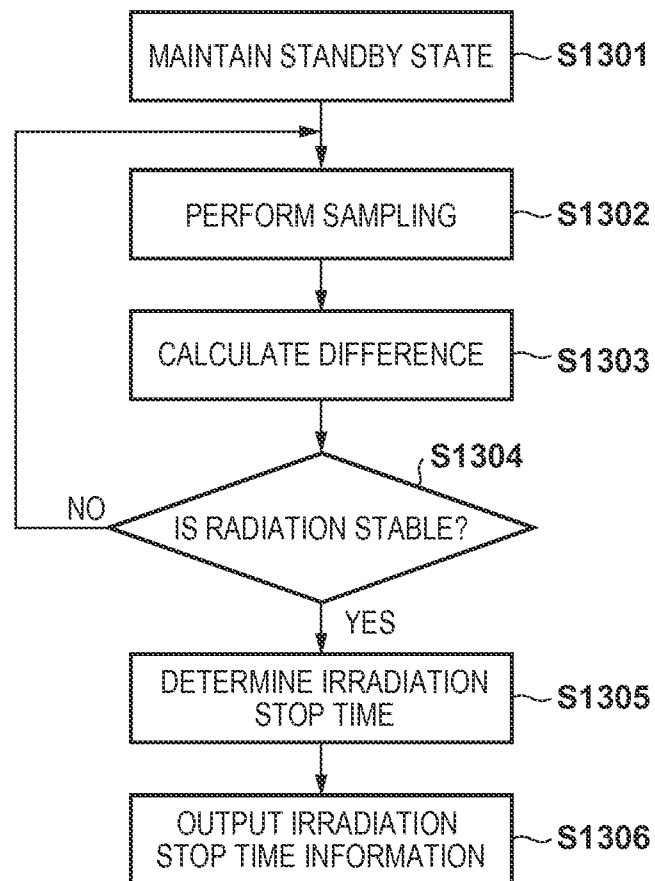 MAINTAIN STANDBY STATE S1301
PERFORM SAMPLING S1302
CALCULATE DIFFERENCE S1303
S1304
NO IS RADIATION STABLE?
YES
DETERMINE IRRADIATION
STOP TIME S1305
OUTPUT IRRADIATION
STOP TIME INFORMATION S1306